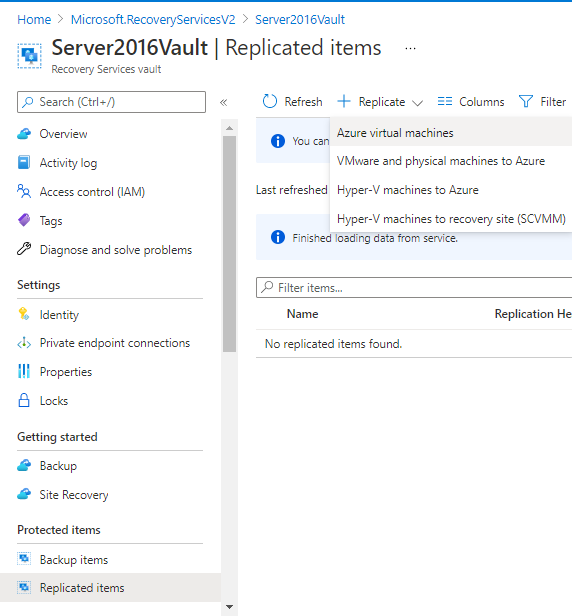 Home > Microsoft.RecoveryServicesV2 > Server2016Vault
Server2016Vault | Replicated items ...
Recovery Services vault
Search (Ctrl+/)
«
Overview
Activity log
Access control (IAM)
Tags
Diagnose and solve problems
Settings
Identity
Private endpoint connections
Properties
Locks
Getting started
Backup
Site Recovery
Protected items
Backup items
Replicated items
Refresh
Replicate
Columns
Filter
Azure virtual machines
VMware and physical machines to Azure
Hyper-V machines to Azure
Hyper-V machines to recovery site (SCVMM)
You can
Last refreshed
Finished loading data from service.
Filter items...
Name Replication He
No replicated items found.